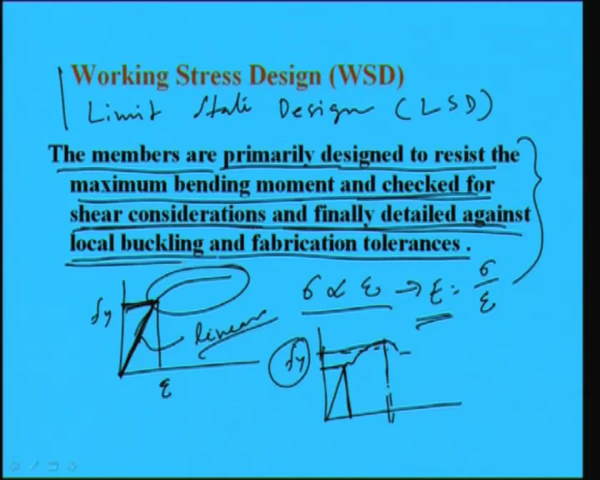 Working Stress Design (WSD)
Limit State Design (LSD)
The members are primarily designed to resist the
maximum bending moment and checked for
shear considerations and finally detailed against
local buckling and fabrication tolerances .
σ ∝ ε → E = σ/ε
fy
linear
ε
fy